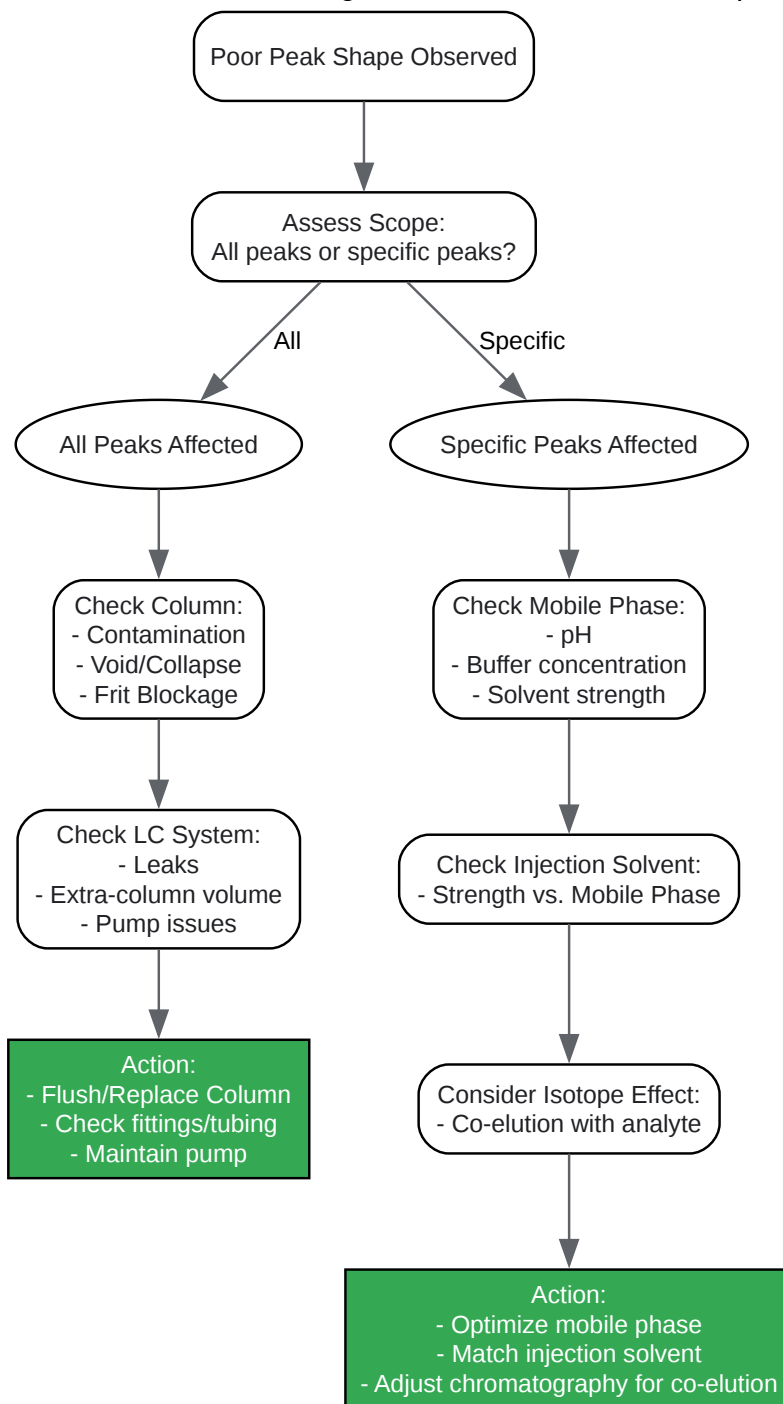 Poor Peak Shape Observed
Assess Scope:
All peaks or specific peaks?
All
Specific
All Peaks Affected
Specific Peaks Affected
Check Column:
- Contamination
- Void/Collapse
- Frit Blockage
Check Mobile Phase:
- pH
- Buffer concentration
- Solvent strength
Check LC System:
- Leaks
- Extra-column volume
- Pump issues
Check Injection Solvent:
- Strength vs. Mobile Phase
Action:
- Flush/Replace Column
- Check fittings/tubing
- Maintain pump
Consider Isotope Effect:
- Co-elution with analyte
Action:
- Optimize mobile phase
- Match injection solvent
- Adjust chromatography for co-elution